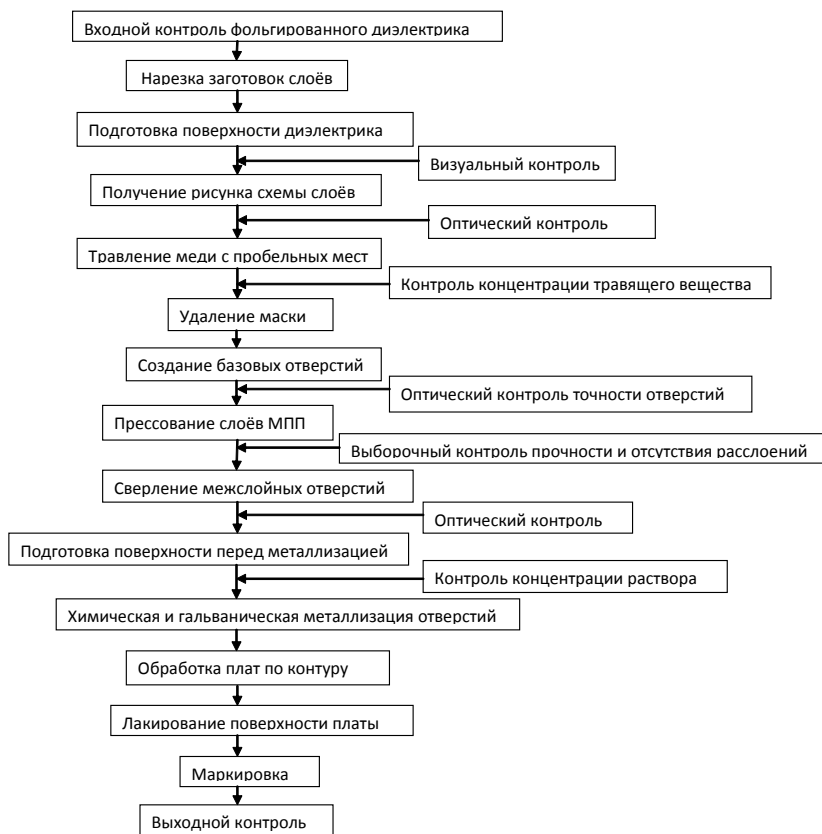 Входной контроль фольгированного диэлектрика
Нарезка заготовок слоёв
Подготовка поверхности диэлектрика
Визуальный контроль
Получение рисунка схемы слоёв
Оптический контроль
Травление меди с пробельных мест
Контроль концентрации травящего вещества
Удаление маски
Создание базовых отверстий
Оптический контроль точности отверстий
Прессование слоёв МПП
Выборочный контроль прочности и отсутствия расслоений
Сверление межслойных отверстий
Оптический контроль
Подготовка поверхности перед металлизацией
Контроль концентрации раствора
Химическая и гальваническая металлизация отверстий
Обработка плат по контуру
Лакирование поверхности платы
Маркировка
Выходной контроль